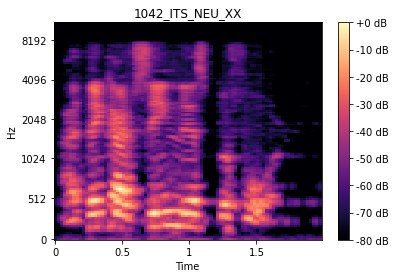 1042_ITS_NEU_XX
+0 dB
8192
-10 dB
4096
-20 dB
-30 dB
2048
Hz
-40 dB
1024
-50 dB
512
-60 dB
-70 dB
0
-80 dB
0 0.5 1 1.5
Time